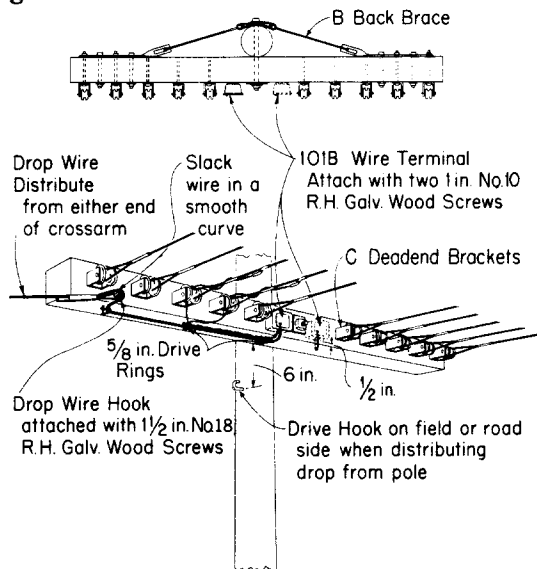 B Back Brace
Drop Wire
Distribute
from either end
of crossarm
Slack
wire in a
smooth
curve
101B Wire Terminal
Attach with two 1 in. No.10
R.H. Galv. Wood Screws
C Deadend Brackets
5/8 in. Drive
Rings
6 in.
1/2 in.
Drop Wire Hook
attached with 1 1/2 in. No.18
R.H. Galv. Wood Screws
Drive Hook on field or road
side when distributing
drop from pole